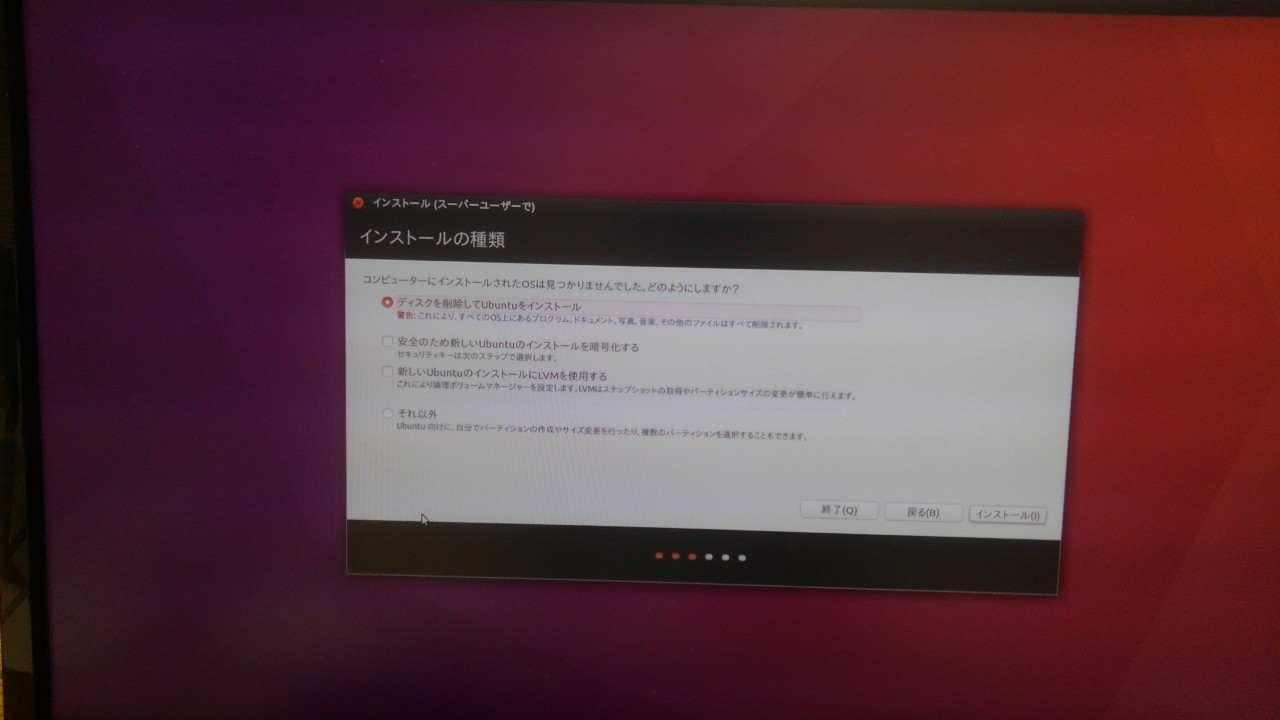 インストール (スーパーユーザーで)
インストールの種類
コンピューターにインストールされたOSは見つかりませんでした。どのようにしますか？
ディスクを削除してUbuntuをインストール
警告: これにより、すべてのOS上にあるプログラム、ドキュメント、写真、音楽、その他のファイルはすべて削除されます。
安全のため新しいUbuntuのインストールを暗号化する
セキュリティキーは次のステップで選択します。
新しいUbuntuのインストールにLVMを使用する
これにより論理ボリュームマネージャーを設定します。LVMはスナップショットの取得やパーティションサイズの変更が簡単に行えます。
それ以外
Ubuntu 向けに、自分でパーティションの作成やサイズ変更を行ったり、複数のパーティションを選択することもできます。
終了(Q)
戻る(B)
インストール(I)